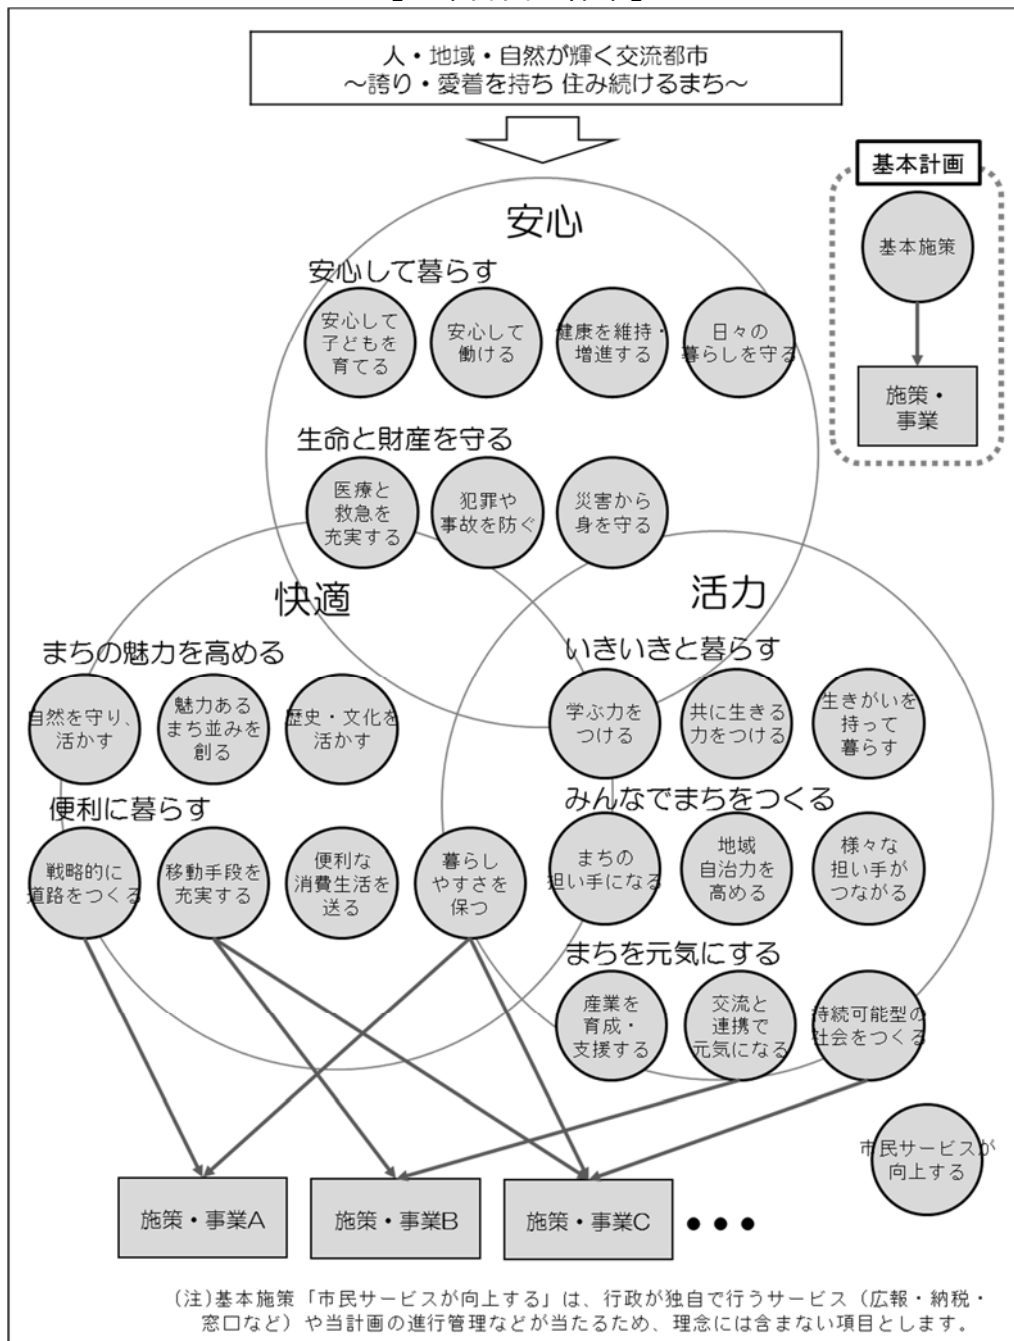 人・地域・自然が輝く交流都市
～誇り・愛着を持ち 住み続けるまち～
基本計画
基本施策
施策・
事業
安心
安心して暮らす
安心して
子どもを
育てる
安心して
働ける
健康を維持・
増進する
日々の
暮らしを守る
生命と財産を守る
医療と
救急を
充実する
犯罪や
事故を防ぐ
災害から
身を守る
快適
まちの魅力を高める
自然を守り、
活かす
魅力ある
まち並みを
創る
歴史・文化を
活かす
便利に暮らす
戦略的に
道路をつくる
移動手段を
充実する
便利な
消費生活を
送る
暮らし
やすさを
保つ
活力
いきいきと暮らす
学ぶ力を
つける
共に生きる
力をつける
生きがいを
持って
暮らす
みんなでまちをつくる
まちの
担い手になる
地域
自治力を
高める
様々な
担い手が
つながる
まちを元気にする
産業を
育成・
支援する
交流と
連携で
元気になる
持続可能型の
社会をつくる
市民サービスが
向上する
施策・事業A
施策・事業B
施策・事業C
●●●
(注)基本施策「市民サービスが向上する」は、行政が独自で行うサービス（広報・納税・
窓口など）や当計画の進行管理などが当たるため、理念には含まない項目とします。